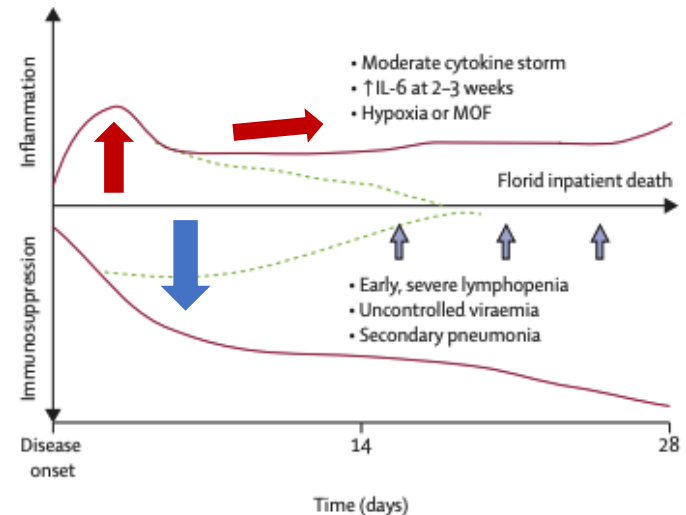 Inflammation
• Moderate cytokine storm
• ↑IL-6 at 2–3 weeks
• Hypoxia or MOF
Florid inpatient death
Immunosuppression
• Early, severe lymphopenia
• Uncontrolled viraemia
• Secondary pneumonia
Disease
onset
14
28
Time (days)